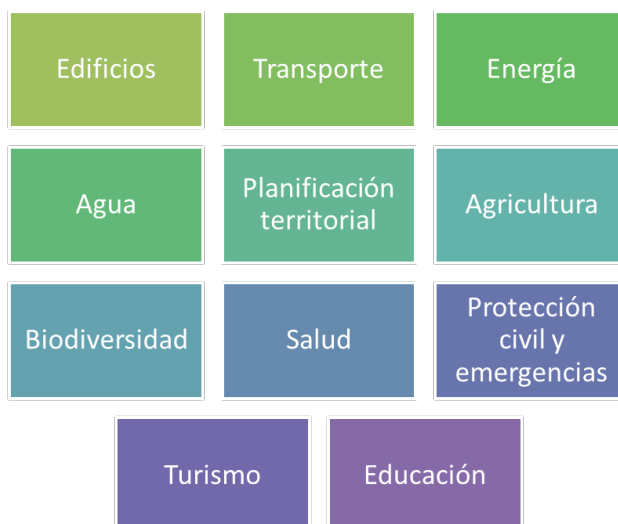 Edificios
Transporte
Energía
Agua
Planificación
territorial
Agricultura
Biodiversidad
Salud
Protección
civil y
emergencias
Turismo
Educación